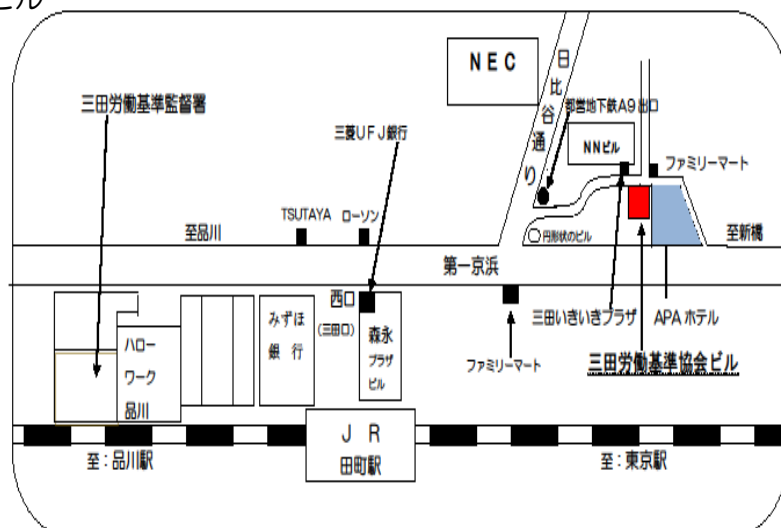 ビル
NEC
日比谷通り
三田労働基準監督署
都営地下鉄A9出口
三菱UFJ銀行
NNビル
ファミリーマート
TSUTAYA ローソン
至品川
円形状のビル
至新橋
第一京浜
西口
(三田口)
みずほ
銀 行
森永
プラザ
ビル
三田いきいきプラザ
APAホテル
ハロー
ワーク
品川
ファミリーマート
三田労働基準協会ビル
JR
田町駅
至:品川駅
至:東京駅